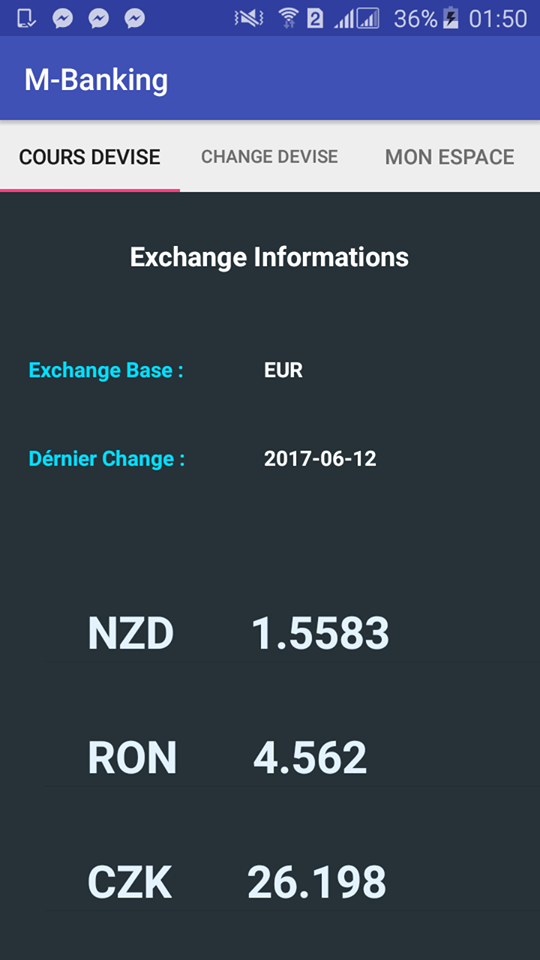 2 36% 01:50
M-Banking
COURS DEVISE CHANGE DEVISE MON ESPACE
Exchange Informations
Exchange Base : EUR
Dérnier Change : 2017-06-12
NZD 1.5583
RON 4.562
CZK 26.198